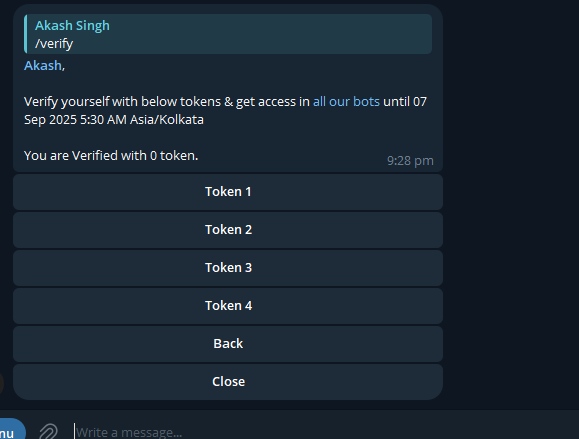 Akash Singh
/verify
Akash,
Verify yourself with below tokens & get access in all our bots until 07
Sep 2025 5:30 AM Asia/Kolkata
You are Verified with 0 token.
9:28 pm
Token 1
Token 2
Token 3
Token 4
Back
Close
nu
Write a message...